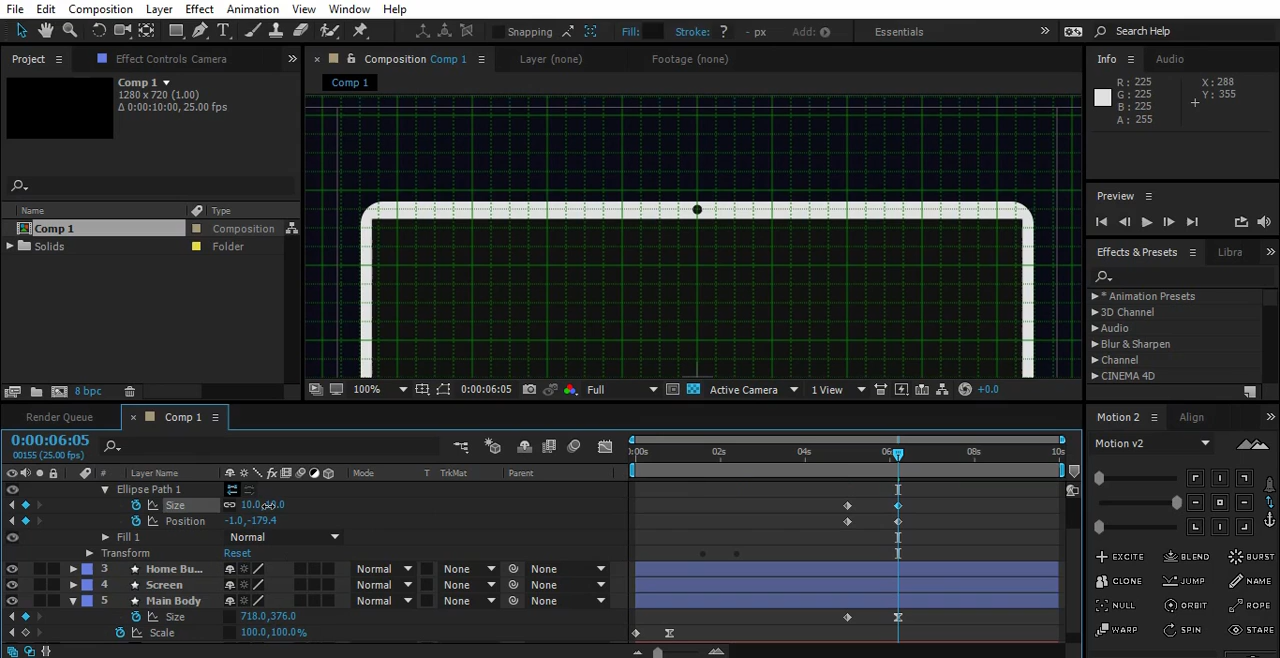 File Edit Composition Layer Effect Animation View Window Help
Snapping Fill: Stroke: ? - px Add: Essentials » Search Help
Project Effect Controls Camera » × Composition Comp 1 Layer (none) Footage (none) Info Audio
Comp 1 ▼ Comp 1 R : 225 X : 288
1280 x 720 (1.00) G : 225 Y : 355
Δ 0:00:10:00, 25.00 fps B : 225
A : 255
Preview
Name Type
Comp 1 Composition
Solids Folder
Effects & Presets Libra »
* Animation Presets
3D Channel
Audio
Blur & Sharpen
Channel
CINEMA 4D
8 bpc 100% 0:00:06:05 Full Active Camera 1 View +0.0
Render Queue × Comp 1 Motion 2 Align »
0:00:06:05
00155 (25.00 fps) Motion v2
:00s 02s 04s 06s 08s 10s
# Layer Name Mode T TrkMat Parent
Ellipse Path 1
Size 10.0
Position -1.0,-179.4
Fill 1 Normal
Transform Reset
3 Home Bu... Normal None None
4 Screen Normal None None
5 Main Body Normal None None
Size 718.0,376.0
Scale 100.0,100.0%
EXCITE BLEND BURST
CLONE JUMP NAME
NULL ORBIT ROPE
WARP SPIN STARE